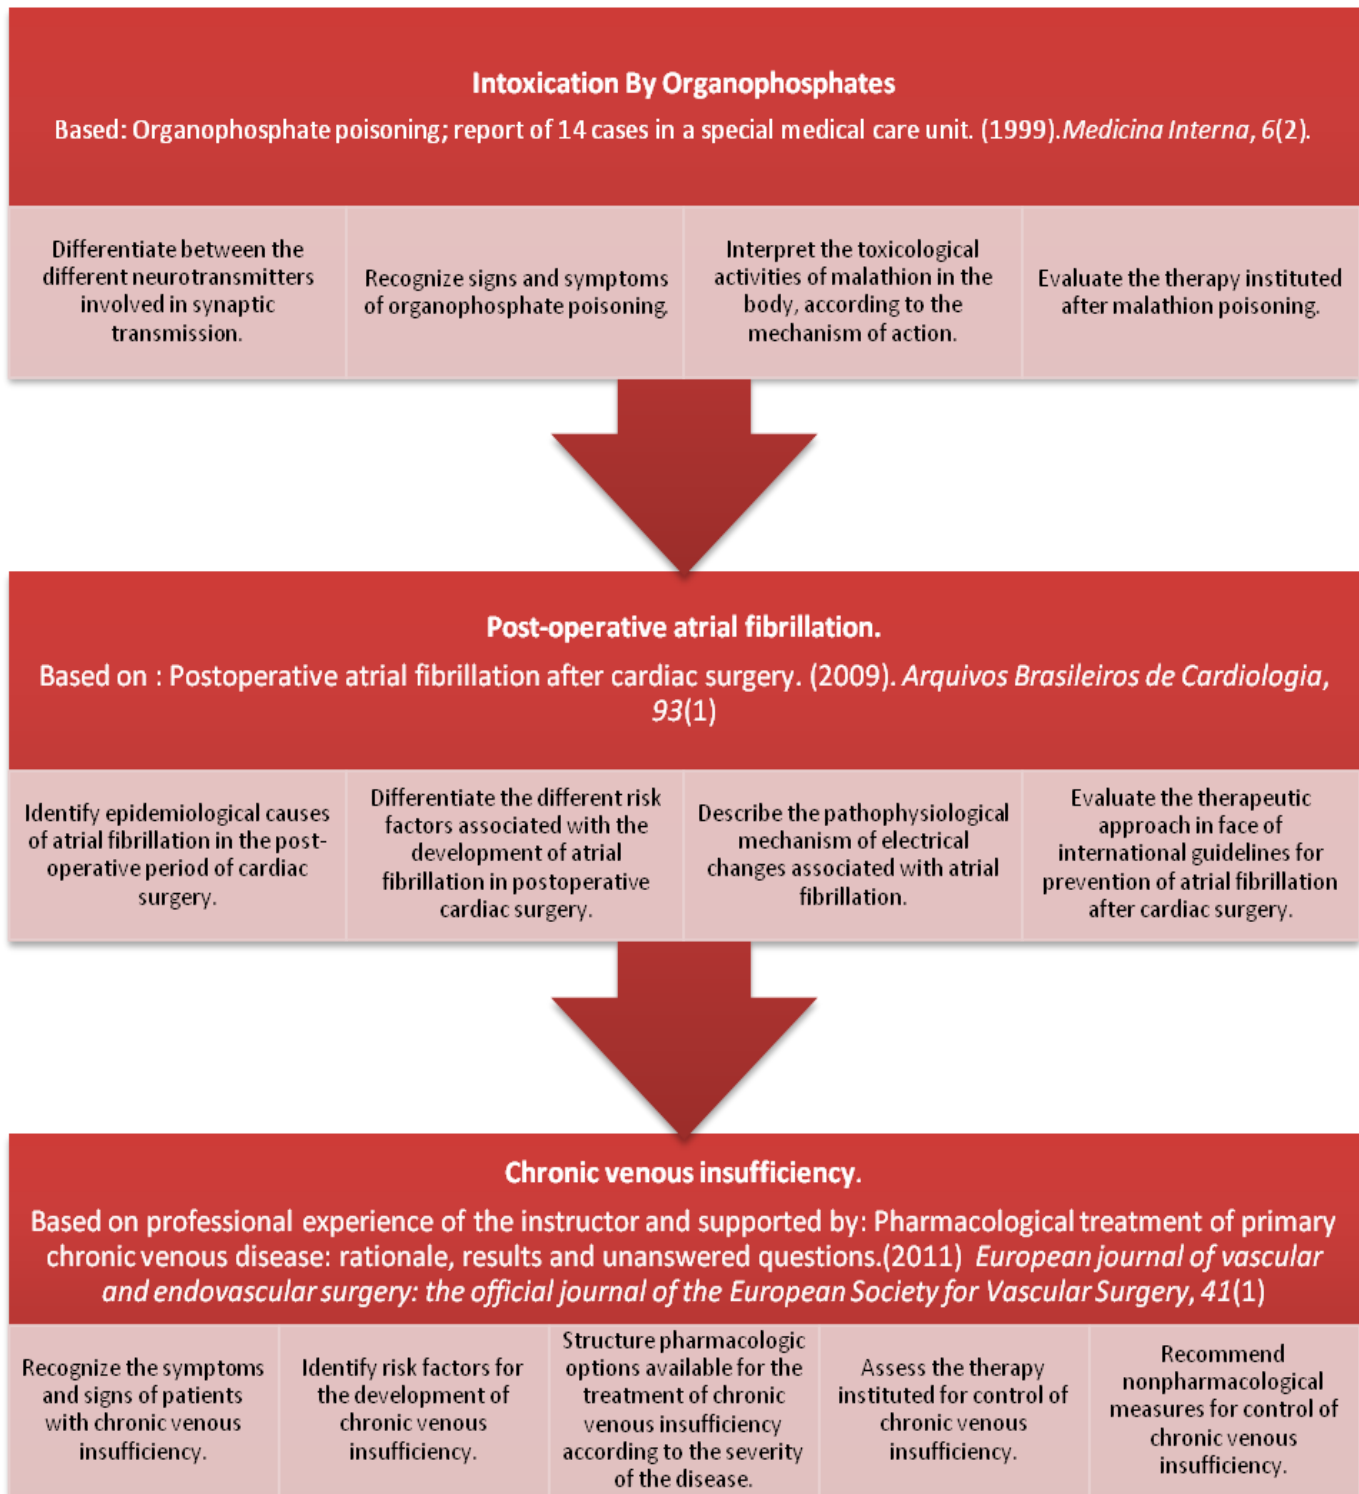 Intoxication By Organophosphates
Based: Organophosphate poisoning; report of 14 cases in a special medical care unit. (1999).Medicina Interna, 6(2).
Differentiate between the
different neurotransmitters
involved in synaptic
transmission.
Recognize signs and symptoms
of organophosphate poisoning.
Interpret the toxicological
activities of malathion in the
body, according to the
mechanism of action.
Evaluate the therapy instituted
after malathion poisoning.
Post-operative atrial fibrillation.
Based on : Postoperative atrial fibrillation after cardiac surgery. (2009). Arquivos Brasileiros de Cardiologia,
93(1)
Identify epidemiological causes
of atrial fibrillation in the post-
operative period of cardiac
surgery.
Differentiate the different risk
factors associated with the
development of atrial
fibrillation in postoperative
cardiac surgery.
Describe the pathophysiological
mechanism of electrical
changes associated with atrial
fibrillation.
Evaluate the therapeutic
approach in face of
international guidelines for
prevention of atrial fibrillation
after cardiac surgery.
Chronic venous insufficiency.
Based on professional experience of the instructor and supported by: Pharmacological treatment of primary
chronic venous disease: rationale, results and unanswered questions.(2011) European journal of vascular
and endovascular surgery: the official journal of the European Society for Vascular Surgery, 41(1)
Recognize the symptoms
and signs of patients
with chronic venous
insufficiency.
Identify risk factors for
the development of
chronic venous
insufficiency.
Structure pharmacologic
options available for the
treatment of chronic
venous insufficiency
according to the severity
of the disease.
Assess the therapy
instituted for control of
chronic venous
insufficiency.
Recommend
nonpharmacological
measures for control of
chronic venous
insufficiency.